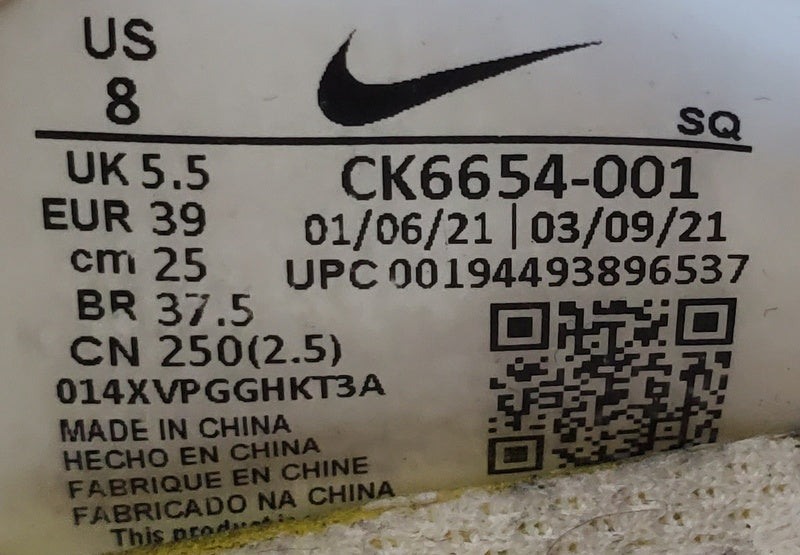 US
8
SQ
UK 5.5
EUR 39
cm 25
BR 37.5
CN 250(2.5)
CK6654-001
01/06/21 | 03/09/21
UPC 00194493896537
014XVPGGHKT3A
MADE IN CHINA
HECHO EN CHINA
FABRIQUE EN CHINE
FABRICADO NA CHINA
This